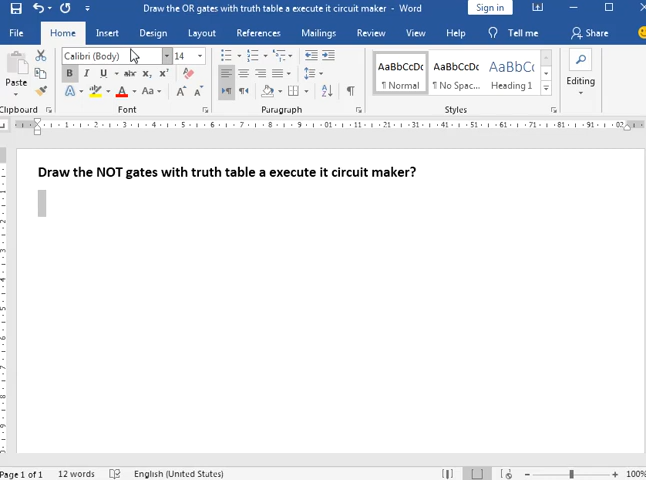 Draw the OR gates with truth table a execute it circuit maker - Word
Sign in
File Home Insert Design Layout References Mailings Review View Help Tell me Share
Calibri (Body) 14
Paste
B I U abc x, x² A ab A Aa A A
AaBbCcDc AaBbCcDc AaBbC
¶ Normal ¶ No Spac... Heading 1
Editing
Clipboard Font Paragraph Styles
Draw the NOT gates with truth table a execute it circuit maker?
Page 1 of 1 12 words English (United States) 100%